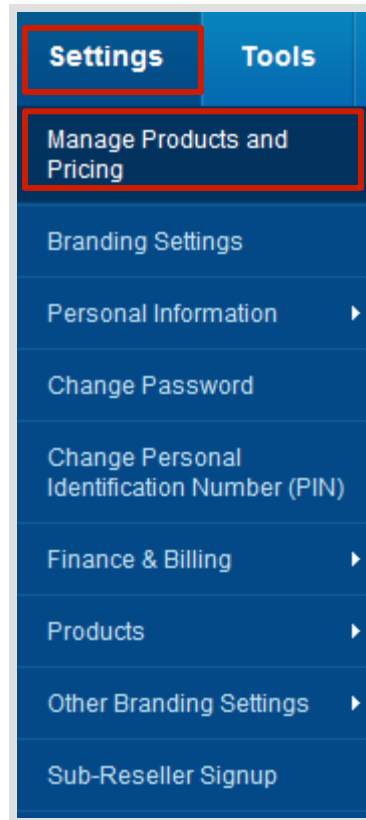 Settings Tools
Manage Products and
Pricing
Branding Settings
Personal Information
Change Password
Change Personal
Identification Number (PIN)
Finance & Billing
Products
Other Branding Settings
Sub-Reseller Signup